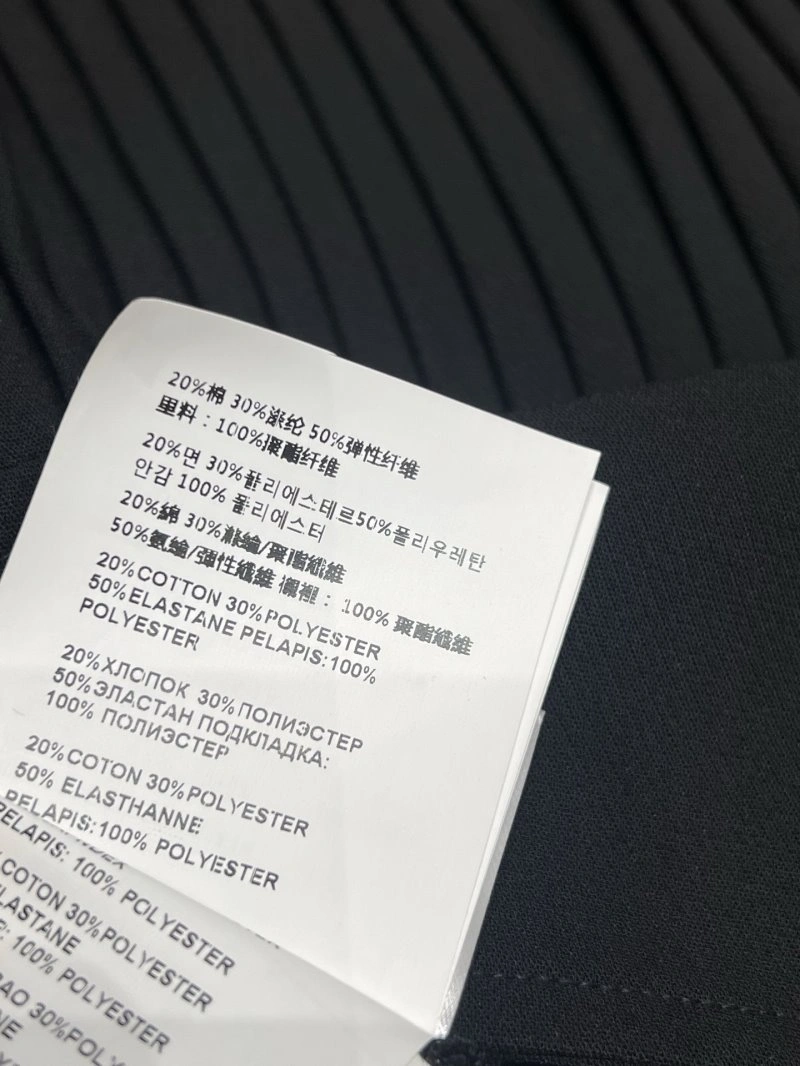 20%棉 30%涤纶 50%弹性纤维
里料：100%聚酯纤维
20%면 30%폴리에스테르50%폴리우레탄
안감 100% 폴리에스터
20%綿 30%滌綸/聚酯纖維
50%氨綸/彈性纖維 襯裡：100% 聚酯纖維
20%COTTON 30%POLYESTER
50%ELASTANE PELAPIS:100%
POLYESTER
20%ХЛОПОК 30%ПОЛИЭСТЕР
50%ЭЛАСТАН ПОДКЛАДКА:
100% ПОЛИЭСТЕР
20%COTON 30%POLYESTER
50% ELASTHANNE
PELAPIS:100% POLYESTER
PELAPIS: 100% POLYESTER
COTON 30%POLYESTER
LASTANE
: 100% POLYESTER
30%POLY